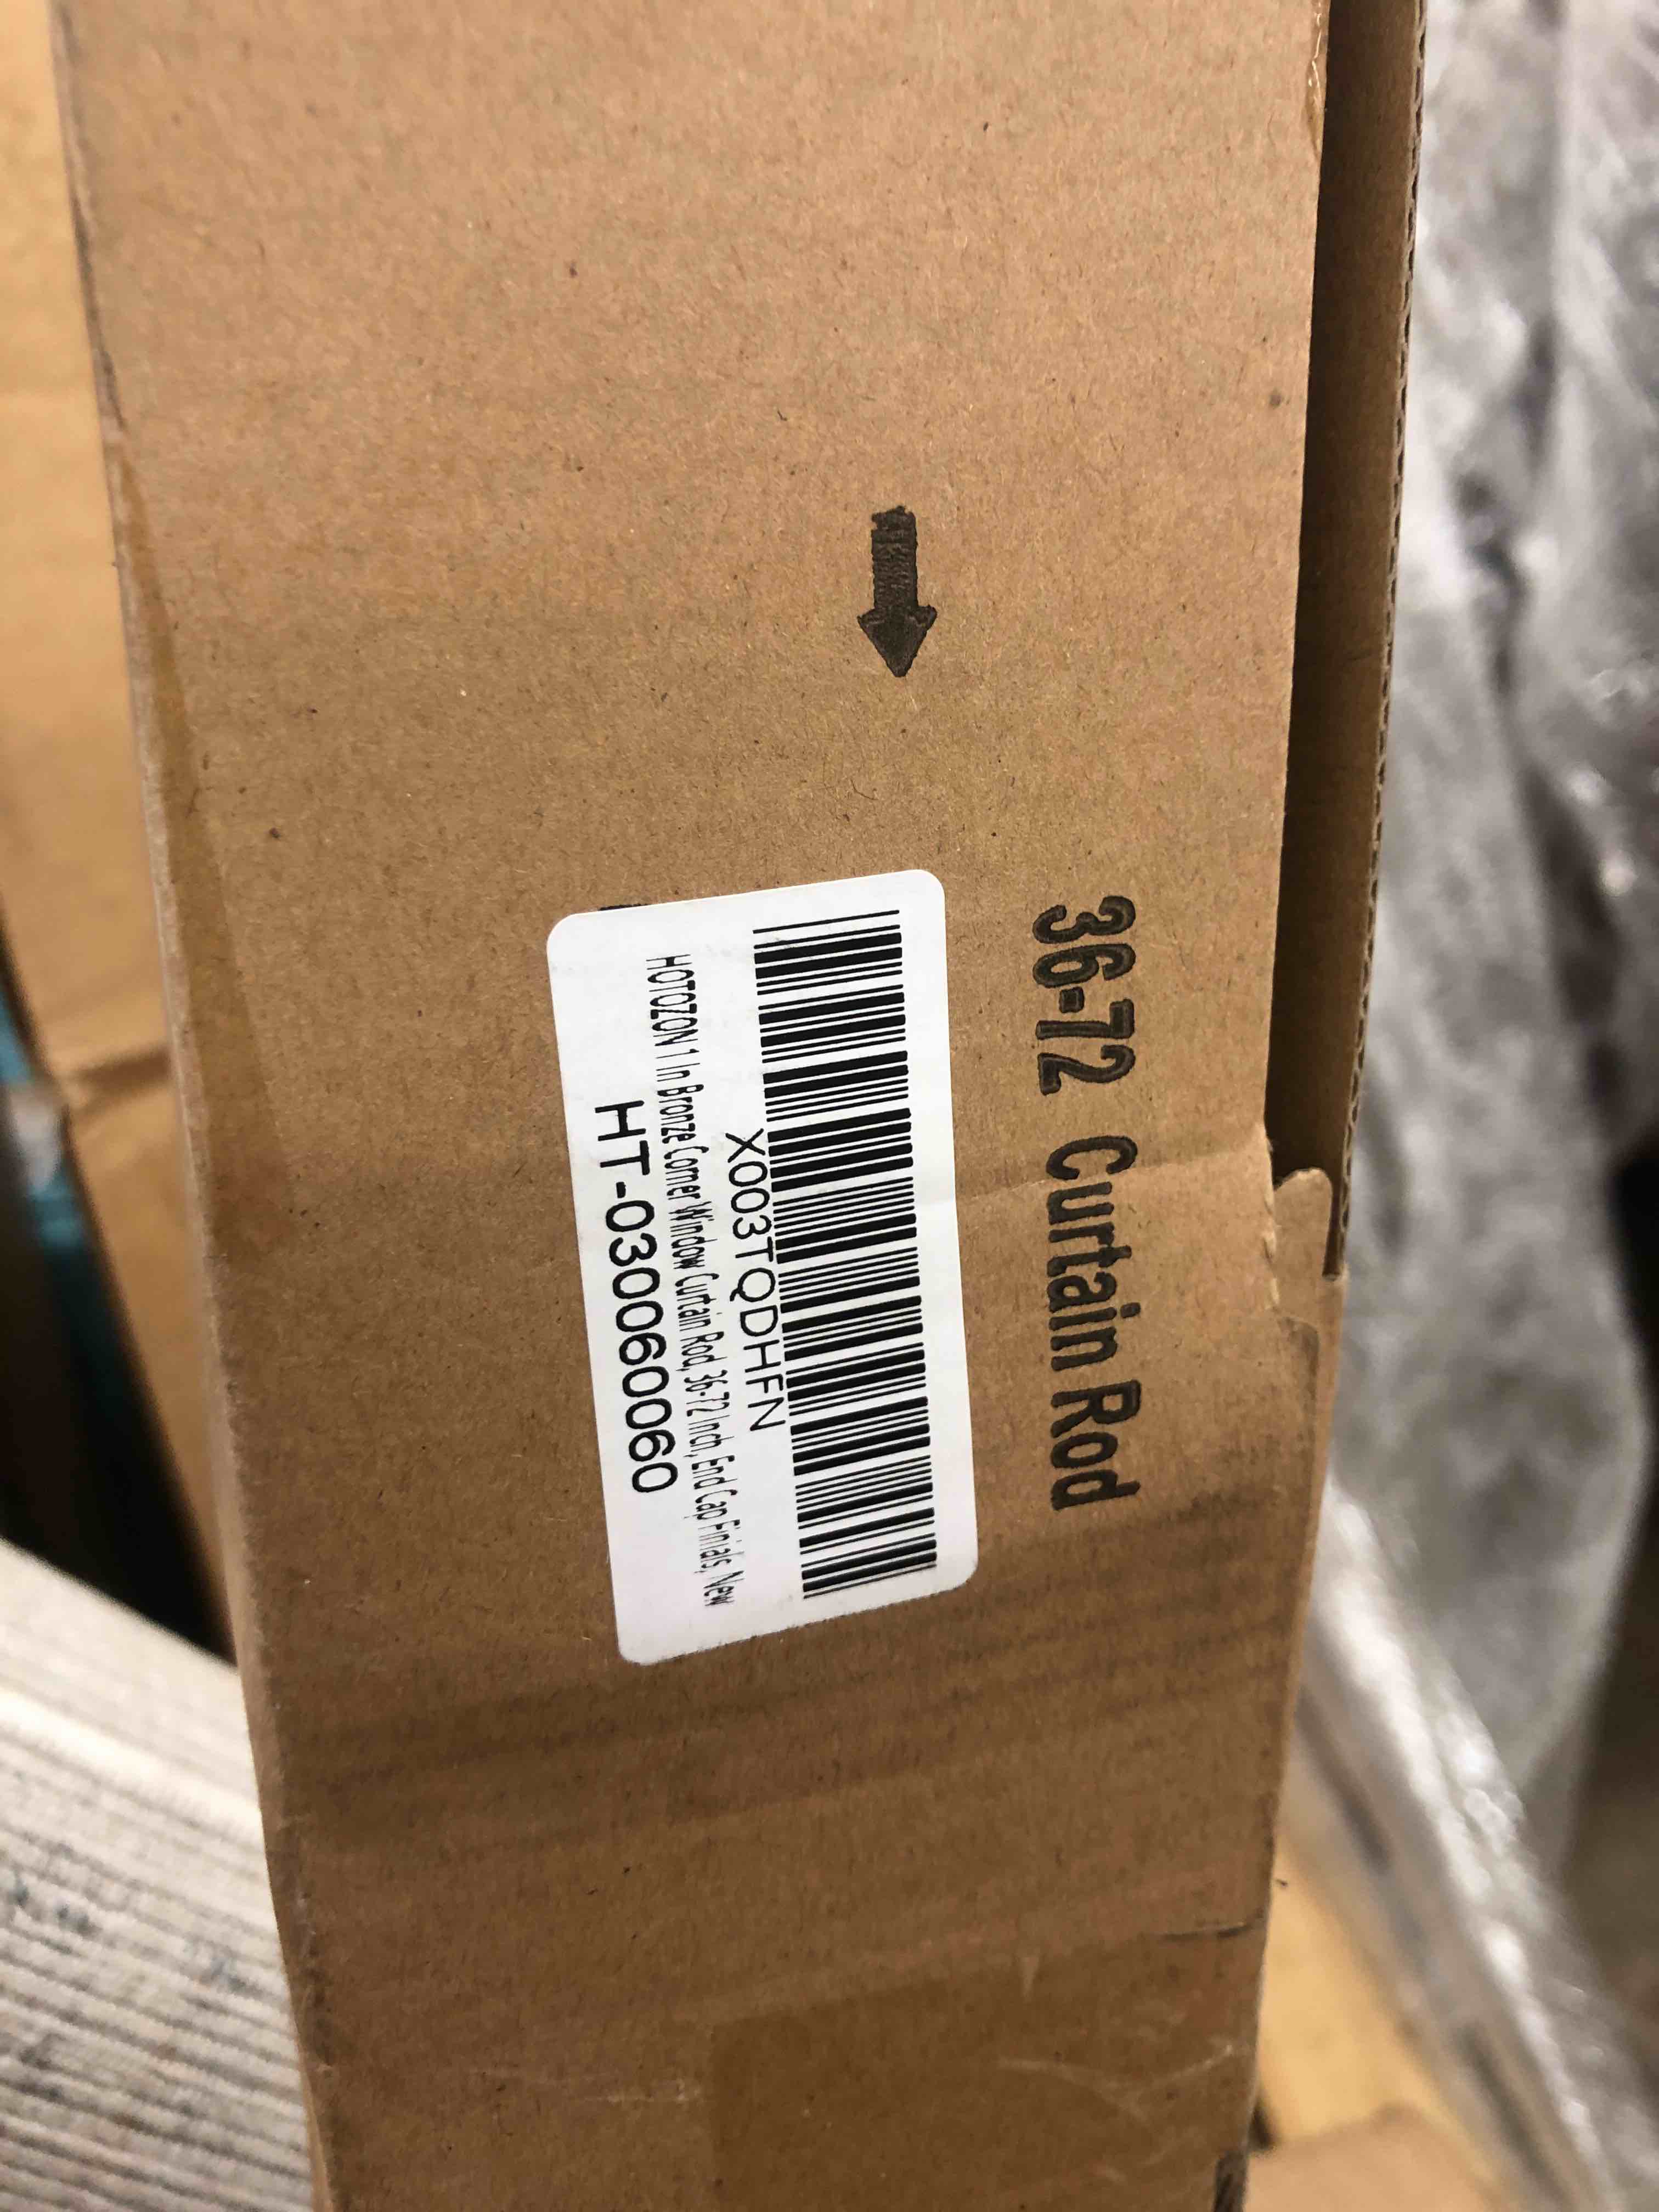 36-72 Curtain Rod
X003TQDHFN
HOTOZON 1 In Bronze Corner Window Curtain Rod, 36-72 Inch, End Cap Finials, New
HT-030060060